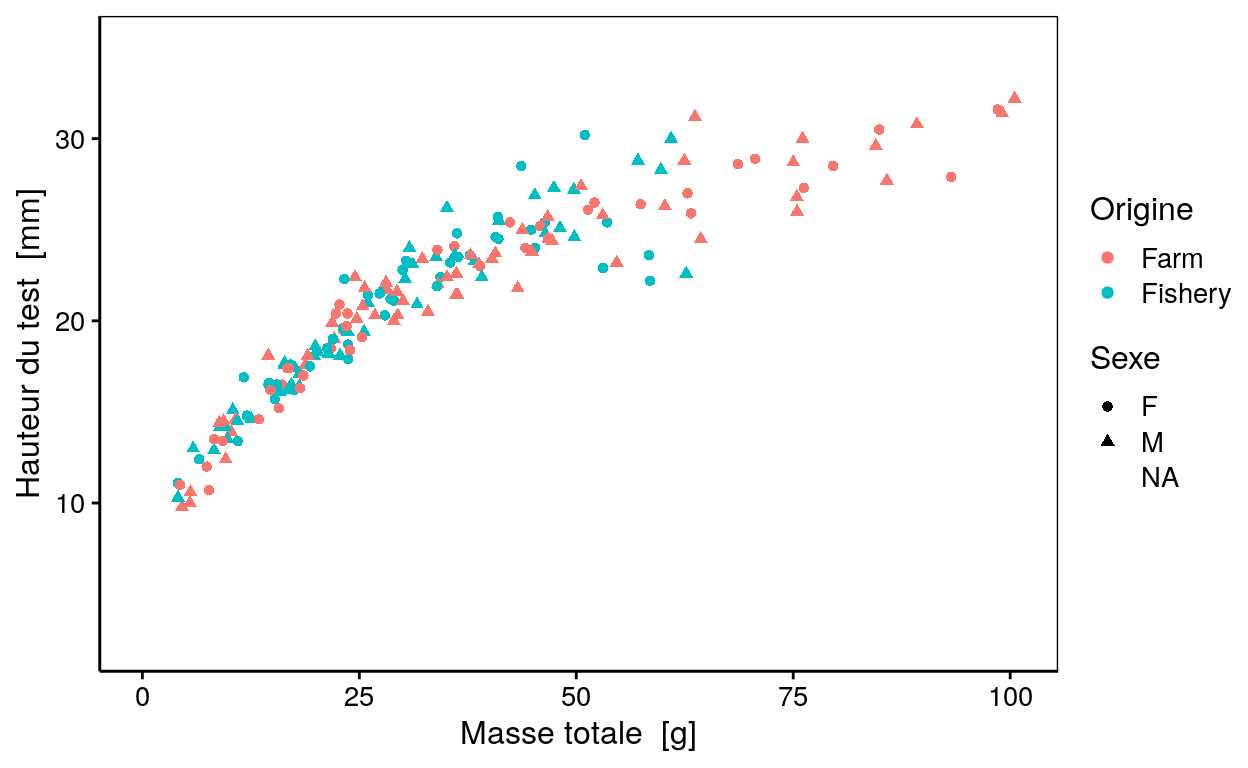 Hauteur du test  [mm]
30
20
10
0
25
50
75
100
Masse totale  [g]
Origine
Farm
Fishery
Sexe
F
M
NA